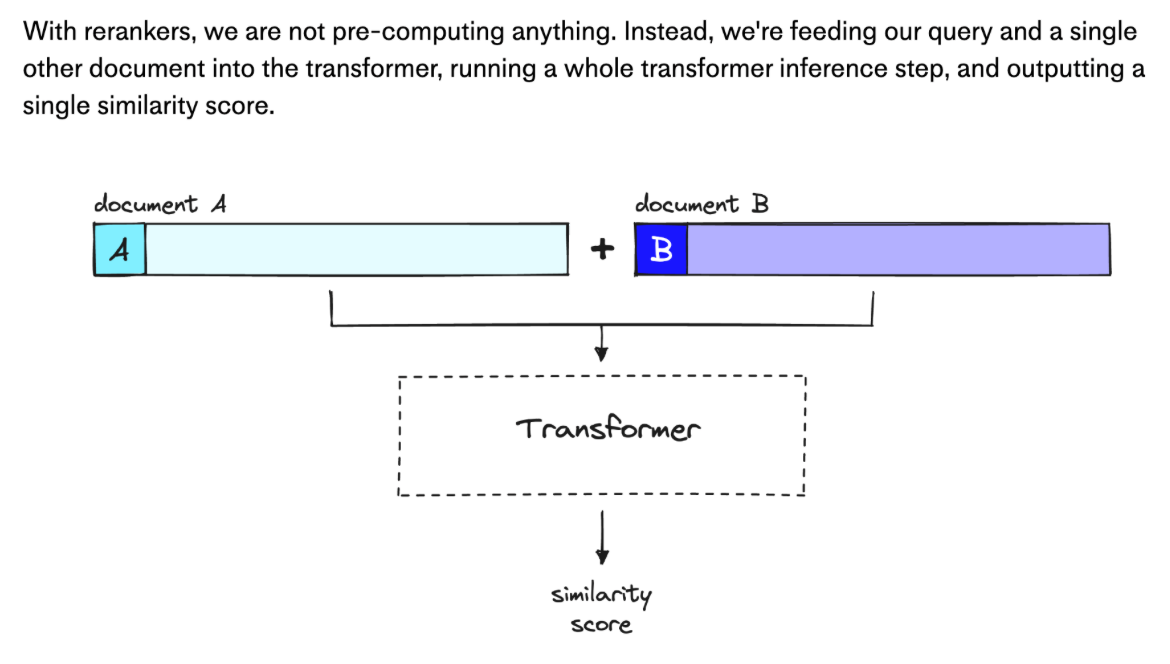 With rerankers, we are not pre-computing anything. Instead, we're feeding our query and a single
other document into the transformer, running a whole transformer inference step, and outputting a
single similarity score.
document A
document B
A
+
B
Transformer
similarity
score